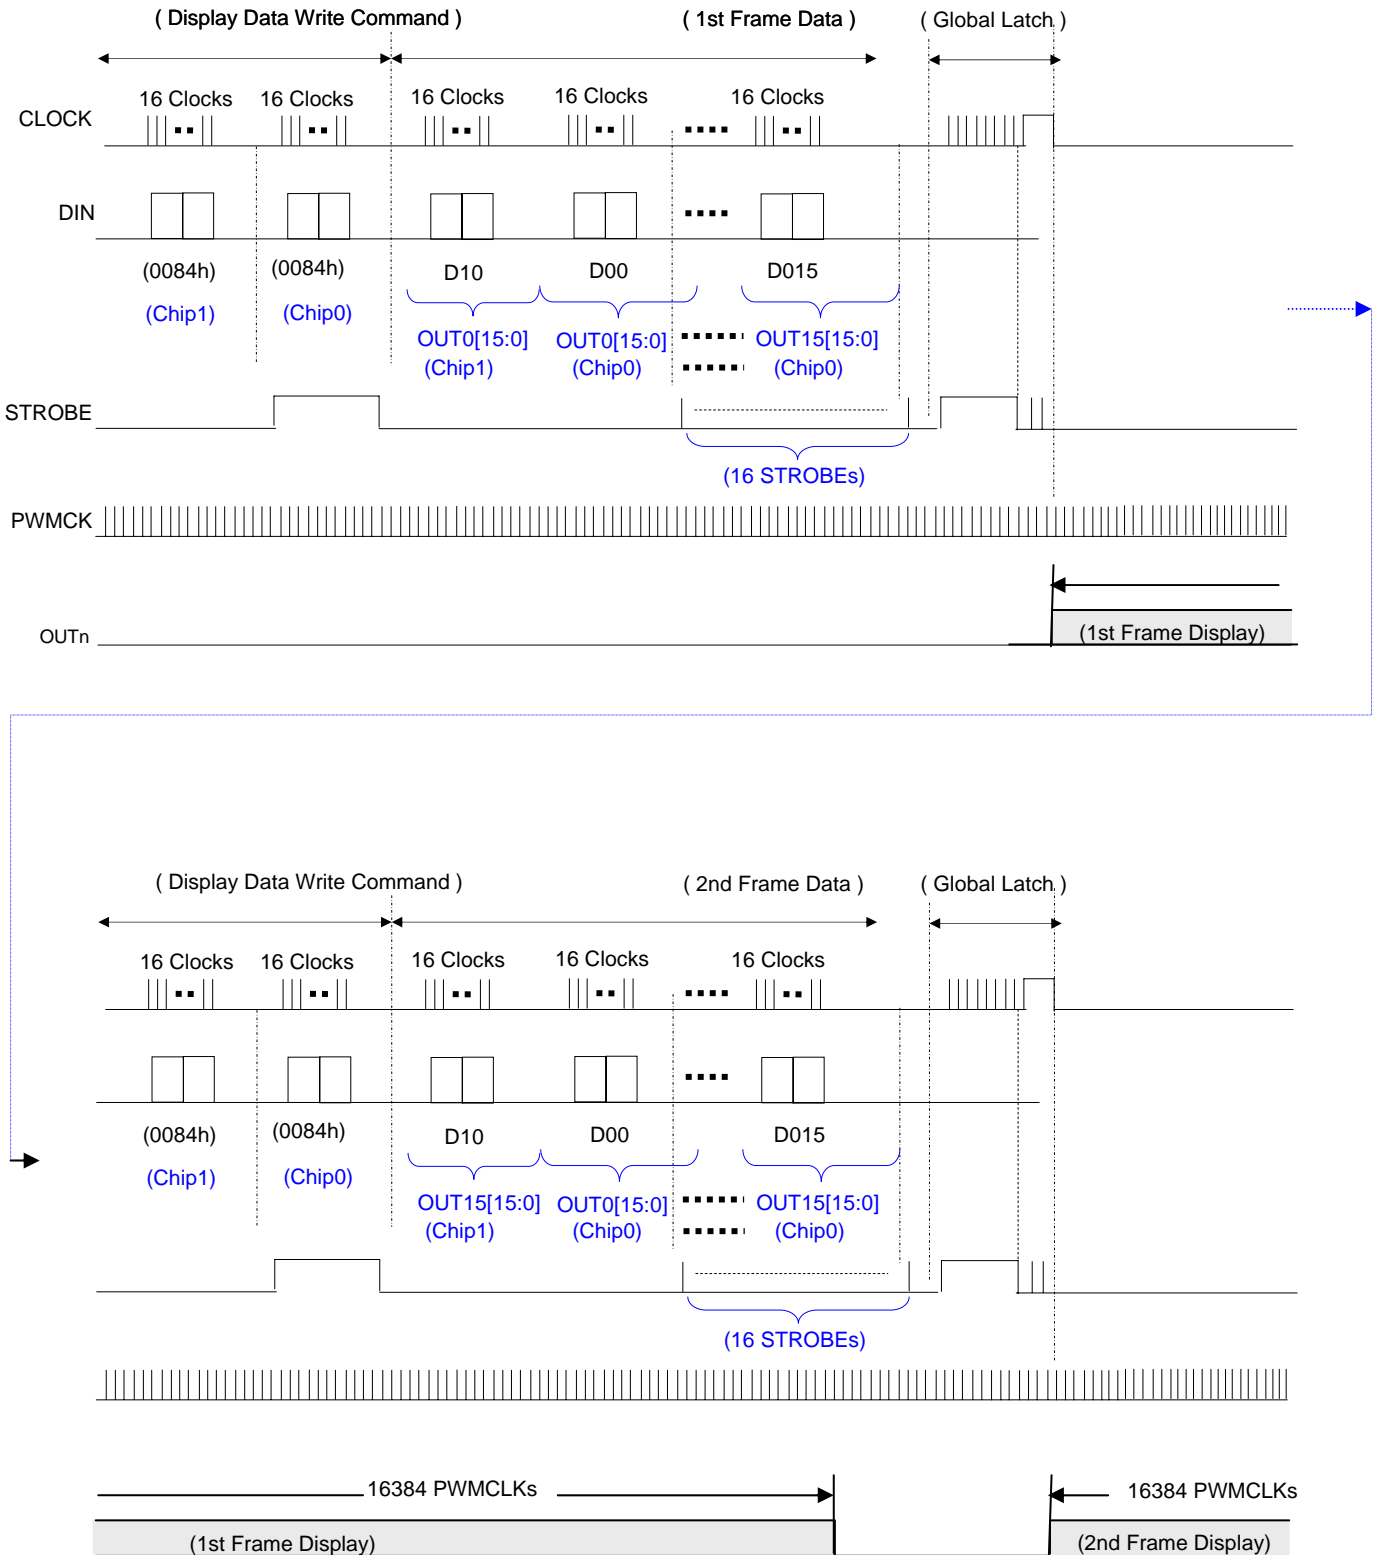 ( Display Data Write Command ) ( 1st Frame Data ) ( Global Latch )
16 Clocks 16 Clocks 16 Clocks 16 Clocks 16 Clocks
CLOCK
DIN
(0084h) (0084h) D10 D00 D015
(Chip1) (Chip0)
OUT0[15:0] OUT0[15:0] OUT15[15:0]
(Chip1) (Chip0) (Chip0)
STROBE
(16 STROBEs)
PWMCK
OUTn (1st Frame Display)
( Display Data Write Command ) ( 2nd Frame Data ) ( Global Latch )
16 Clocks 16 Clocks 16 Clocks 16 Clocks 16 Clocks
(0084h) (0084h) D10 D00 D015
(Chip1) (Chip0)
OUT15[15:0] OUT0[15:0] OUT15[15:0]
(Chip1) (Chip0) (Chip0)
(16 STROBEs)
16384 PWMCLKs 16384 PWMCLKs
(1st Frame Display) (2nd Frame Display)